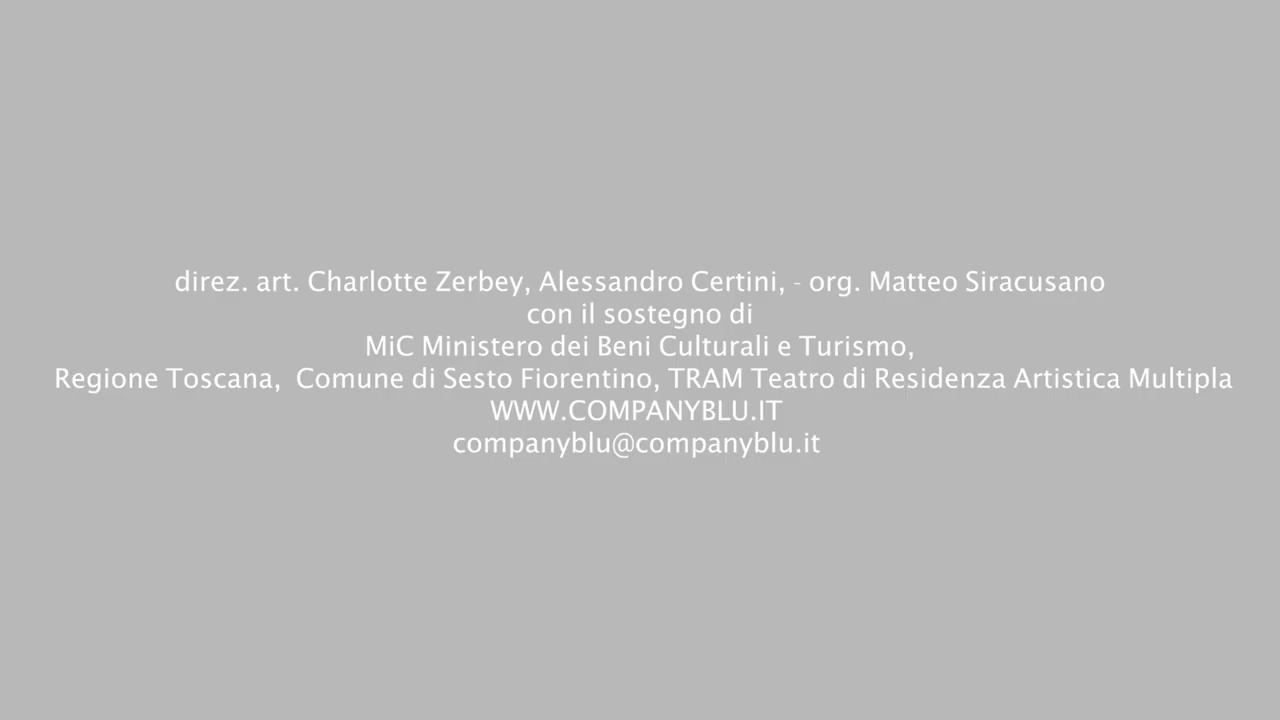 direz. art. Charlotte Zerbey, Alessandro Certini, - org. Matteo Siracusano
con il sostegno di
MiC Ministero dei Beni Culturali e Turismo,
Regione Toscana,  Comune di Sesto Fiorentino, TRAM Teatro di Residenza Artistica Multipla
WWW.COMPANYBLU.IT
companyblu@companyblu.it